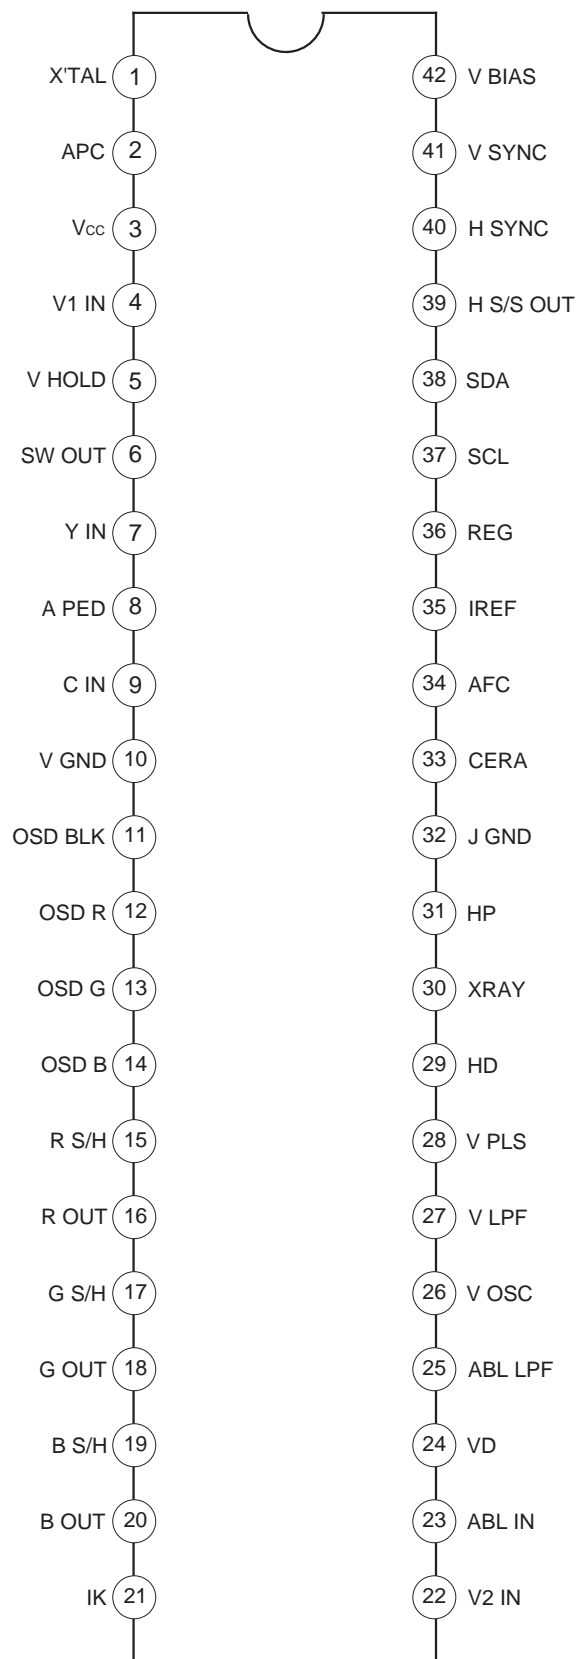 X'TAL 1 42 V BIAS
APC 2 41 V SYNC
Vcc 3 40 H SYNC
V1 IN 4 39 H S/S OUT
V HOLD 5 38 SDA
SW OUT 6 37 SCL
Y IN 7 36 REG
A PED 8 35 IREF
C IN 9 34 AFC
V GND 10 33 CERA
OSD BLK 11 32 J GND
OSD R 12 31 HP
OSD G 13 30 XRAY
OSD B 14 29 HD
R S/H 15 28 V PLS
R OUT 16 27 V LPF
G S/H 17 26 V OSC
G OUT 18 25 ABL LPF
B S/H 19 24 VD
B OUT 20 23 ABL IN
IK 21 22 V2 IN